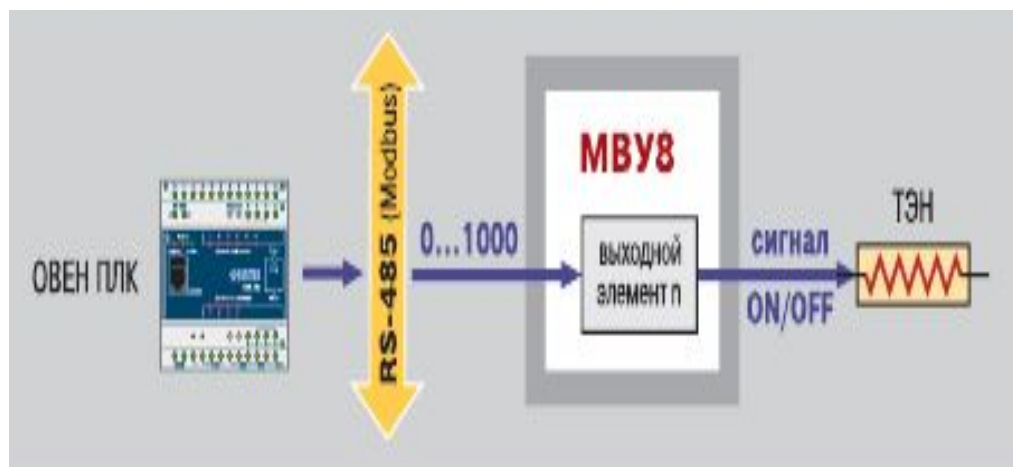 ОВЕН ПЛК
RS-485 (Modbus)
0...1000
МВУ8
ВЫХОДНОЙ
элемент n
сигнал
ON/OFF
ТЭН